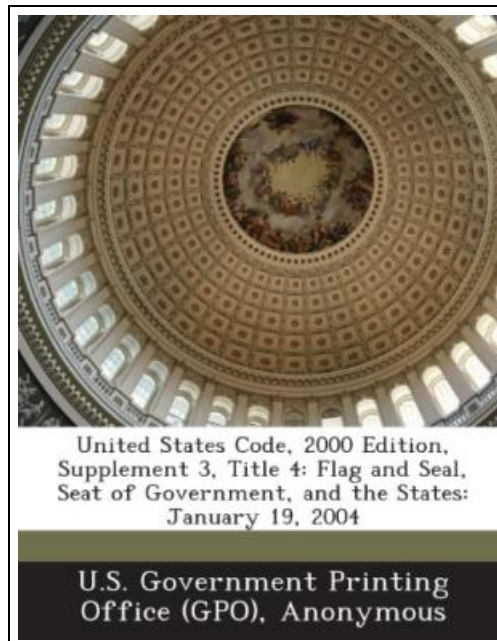 United States Code, 2000 Edition,
Supplement 3, Title 4: Flag and Seal,
Seat of Government, and the States:
January 19, 2004
U.S. Government Printing
Office (GPO), Anonymous